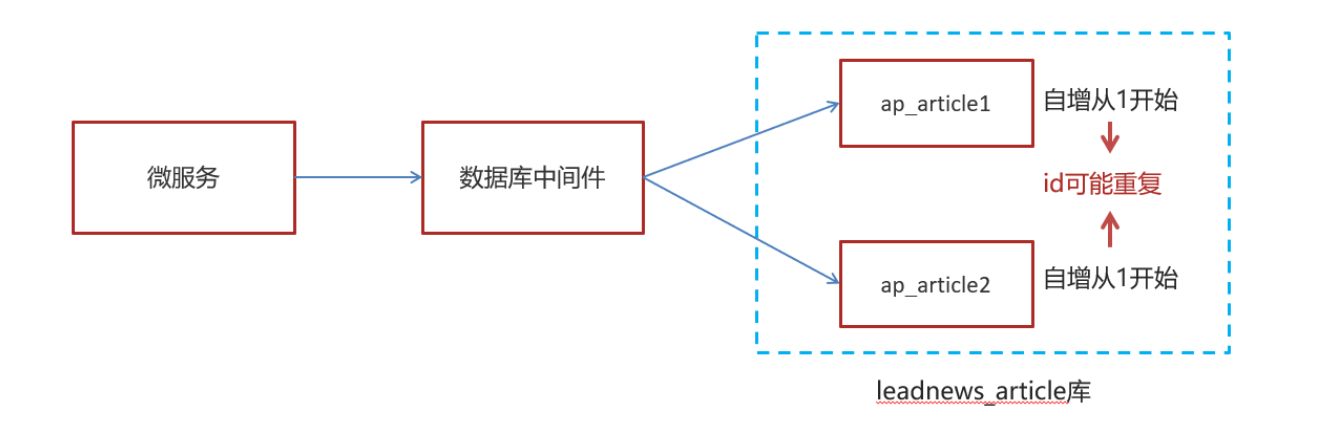 微服务
数据库中间件
ap_article1
自增从1开始
id可能重复
ap_article2
自增从1开始
leadnews_article库